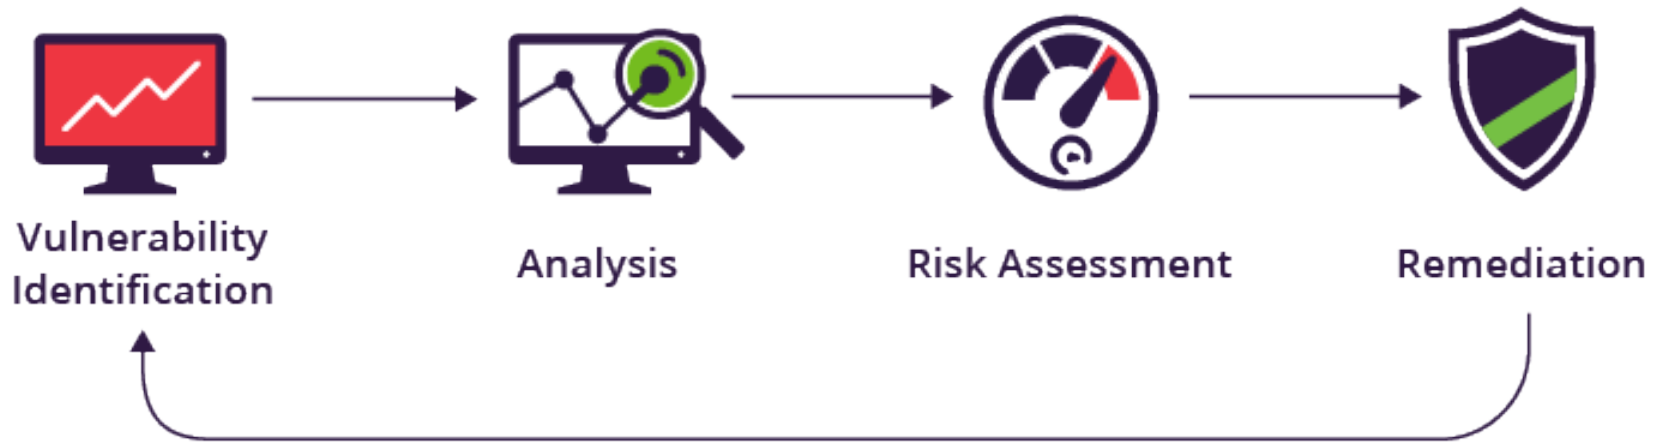 Vulnerability
Identification
Analysis
Risk Assessment
Remediation